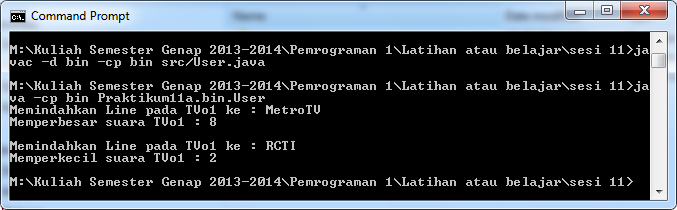 Command Prompt
M:\Kuliah Semester Genap 2013-2014\Pemrograman 1\Latihan atau belajar\sesi 11>ja
vac -d bin -cp bin src/User.java
M:\Kuliah Semester Genap 2013-2014\Pemrograman 1\Latihan atau belajar\sesi 11>ja
va -cp bin Praktikum11a.bin.User
Memindahkan Line pada TVo1 ke : MetroTV
Memperbesar suara TVo1 : 8
Memindahkan Line pada TVo1 ke : RCTI
Memperkecil suara TVo1 : 2
M:\Kuliah Semester Genap 2013-2014\Pemrograman 1\Latihan atau belajar\sesi 11>